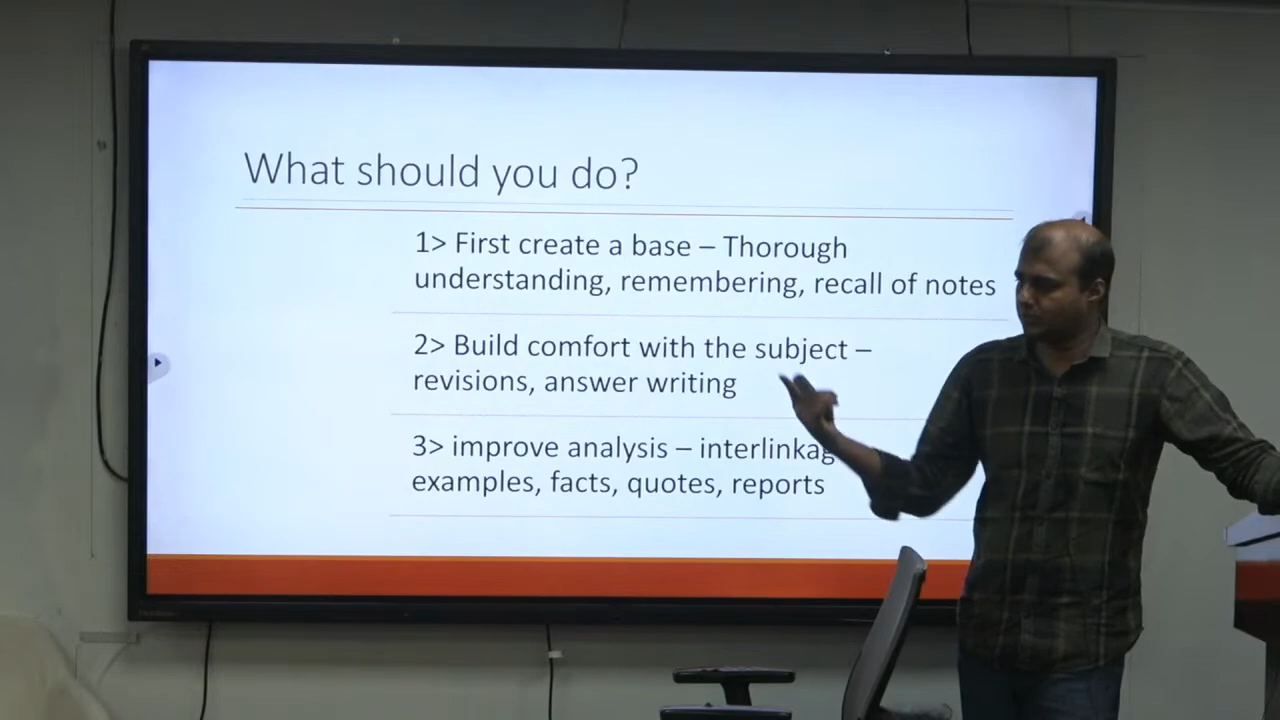 What should you do?
1> First create a base – Thorough
understanding, remembering, recall of notes
2> Build comfort with the subject –
revisions, answer writing
3> improve analysis –
examples, facts, quotes, reports